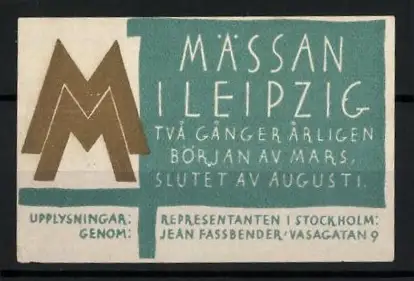 MM
MÄSSAN
I LEIPZIG
TVÅ GÅNGER ÅRLIGEN
BÖRJAN AV MARS,
SLUTET AV AUGUSTI.
UPPLYSNINGAR: REPRESENTANTEN I STOCKHOLM:
GENOM: JEAN FASSBENDER, VASAGATAN 9